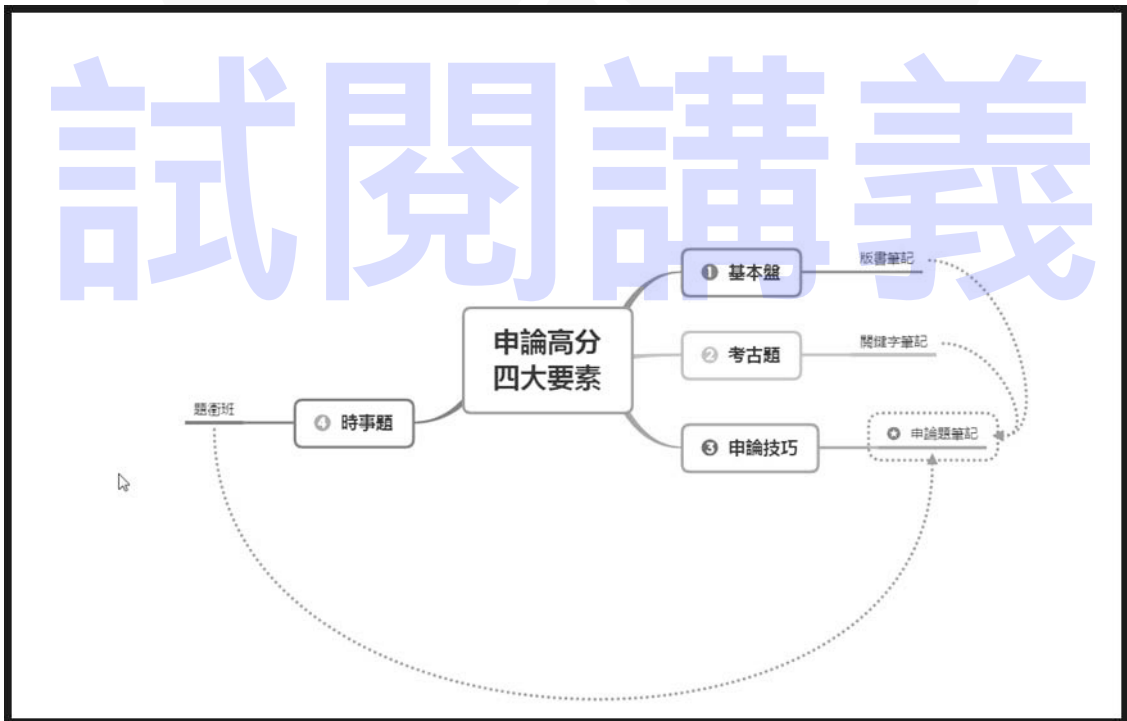 試閱講義
申論高分
四大要素
❶ 基本盤
版書筆記
❷ 考古題
關鍵字筆記
❸ 申論技巧
申論題筆記
❹ 時事題
題衝班